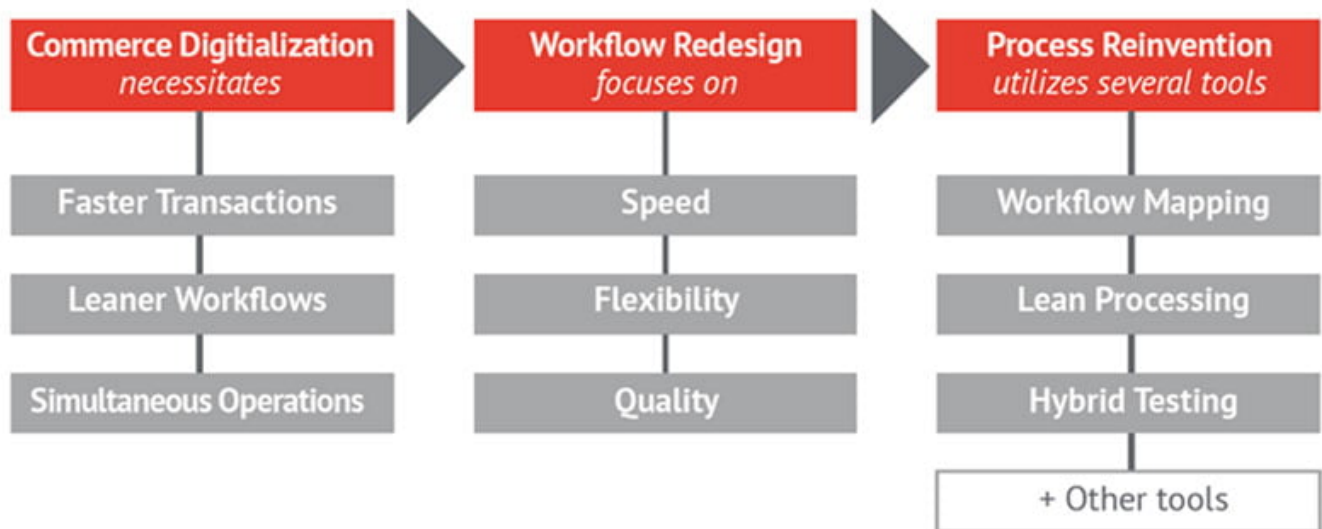 Commerce Digitialization
necessitates
Faster Transactions
Leaner Workflows
Simultaneous Operations
Workflow Redesign
focuses on
Speed
Flexibility
Quality
Process Reinvention
utilizes several tools
Workflow Mapping
Lean Processing
Hybrid Testing
+ Other tools